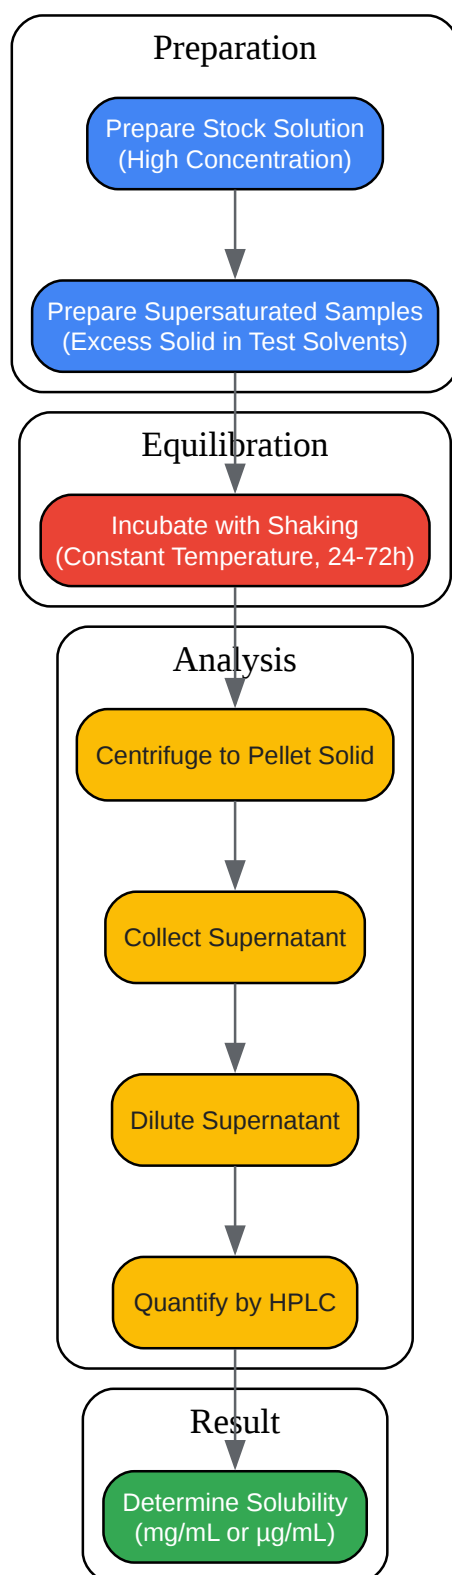 Preparation
Prepare Stock Solution
(High Concentration)
Prepare Supersaturated Samples
(Excess Solid in Test Solvents)
Equilibration
Incubate with Shaking
(Constant Temperature, 24-72h)
Analysis
Centrifuge to Pellet Solid
Collect Supernatant
Dilute Supernatant
Quantify by HPLC
Result
Determine Solubility
(mg/mL or µg/mL)